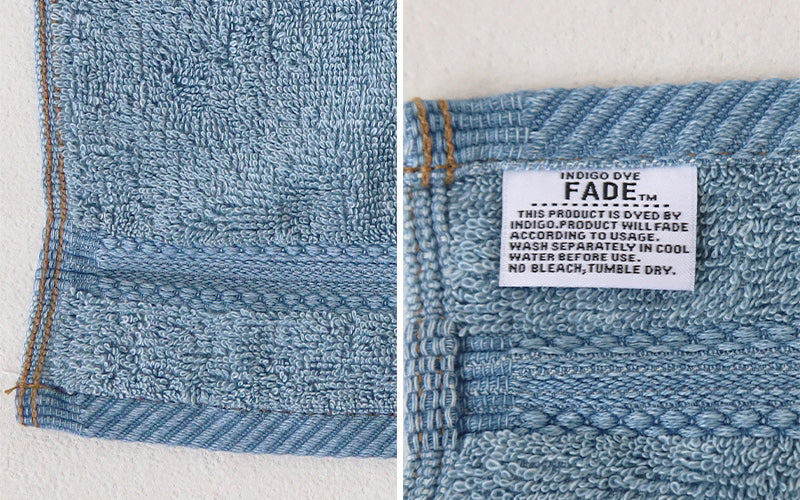 INDIGO DYE
FADE™
THIS PRODUCT IS DYED BY
INDIGO.PRODUCT WILL FADE
ACCORDING TO USAGE.
WASH SEPARATELY IN COOL
WATER BEFORE USE.
NO BLEACH,TUMBLE DRY.